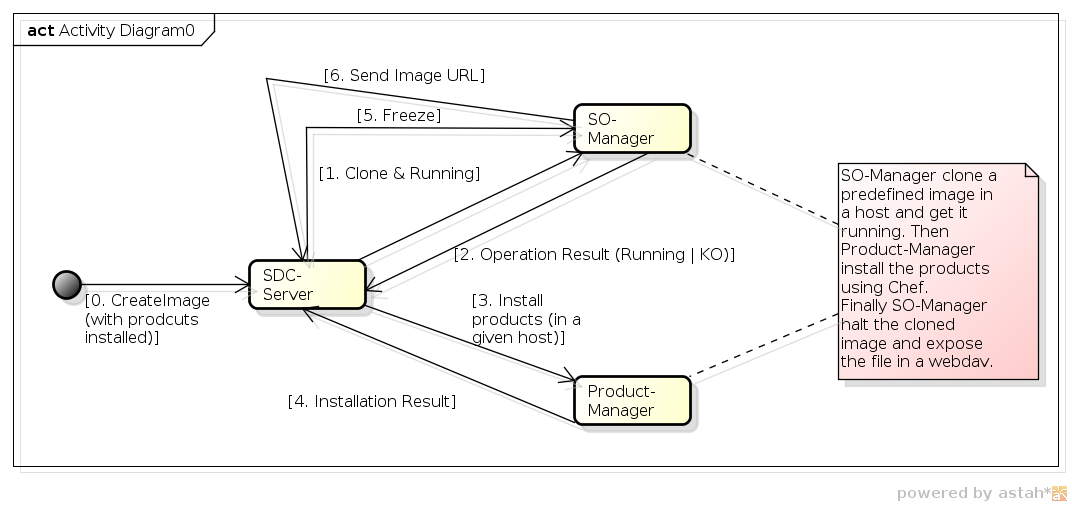 act Activity Diagram0
[6. Send Image URL]
[5. Freeze]
SO-
Manager
[1. Clone & Running]
SO-Manager clone a
predefined image in
a host and get it
running. Then
Product-Manager
install the products
using Chef.
Finally SO-Manager
halt the cloned
image and expose
the file in a webdav.
[2. Operation Result (Running | KO)]
SDC-
Server
[0. CreateImage
(with prodcuts
installed)]
[3. Install
products (in a
given host)]
Product-
Manager
[4. Installation Result]
powered by astah*